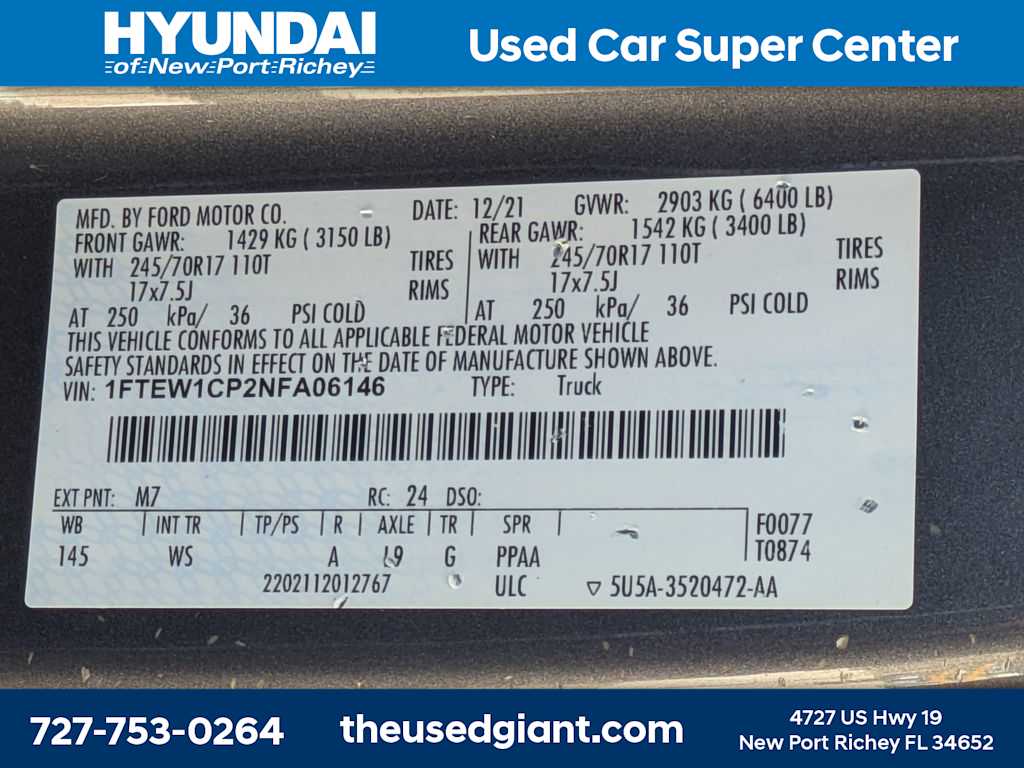 HYUNDAI
of New Port Richey
Used Car Super Center
MFD. BY FORD MOTOR CO. DATE: 12/21 GVWR: 2903 KG ( 6400 LB)
FRONT GAWR: 1429 KG ( 3150 LB) REAR GAWR: 1542 KG ( 3400 LB)
WITH 245/70R17 110T TIRES WITH 245/70R17 110T TIRES
17x7.5J RIMS 17x7.5J RIMS
AT 250 kPa/ 36 PSI COLD AT 250 kPa/ 36 PSI COLD
THIS VEHICLE CONFORMS TO ALL APPLICABLE FEDERAL MOTOR VEHICLE
SAFETY STANDARDS IN EFFECT ON THE DATE OF MANUFACTURE SHOWN ABOVE.
VIN: 1FTEW1CP2NFA06146 TYPE: Truck
EXT PNT: M7 RC: 24 DSO:
WB INT TR TP/PS R AXLE TR SPR F0077
145 WS A L9 G PPAA T0874
2202112012767 ULC ▽ 5U5A-3520472-AA
727-753-0264
theusedgiant.com
4727 US Hwy 19
New Port Richey FL 34652